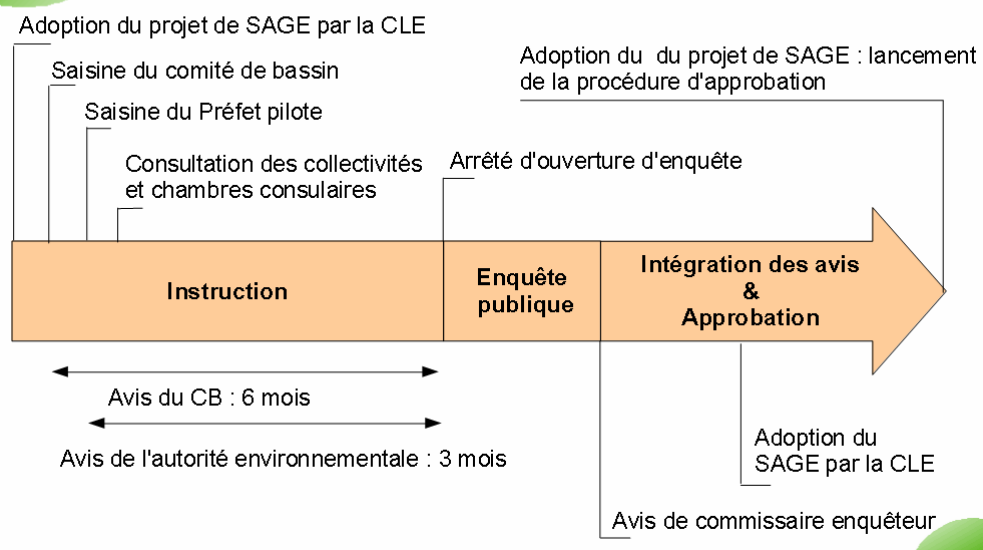 Adoption du projet de SAGE par la CLE
Saisine du comité de bassin
Saisine du Préfet pilote
Consultation des collectivités
et chambres consulaires
Arrêté d'ouverture d'enquête
Adoption du  du projet de SAGE : lancement
de la procédure d'approbation
Instruction
Enquête
publique
Intégration des avis
&
Approbation
Avis du CB : 6 mois
Avis de l'autorité environnementale : 3 mois
Adoption du
SAGE par la CLE
Avis de commissaire enquêteur